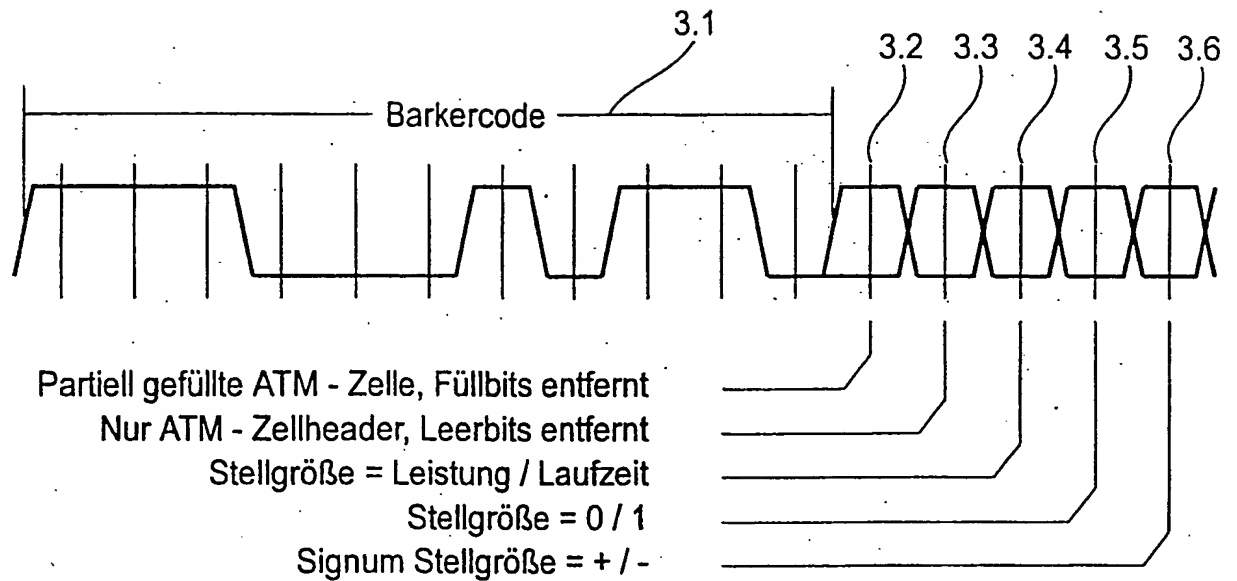 3.1
3.2 3.3 3.4 3.5 3.6
Barkercode
Partiell gefüllte ATM - Zelle, Füllbits entfernt
Nur ATM - Zellheader, Leerbits entfernt
Stellgröße = Leistung / Laufzeit
Stellgröße = 0 / 1
Signum Stellgröße = + / -